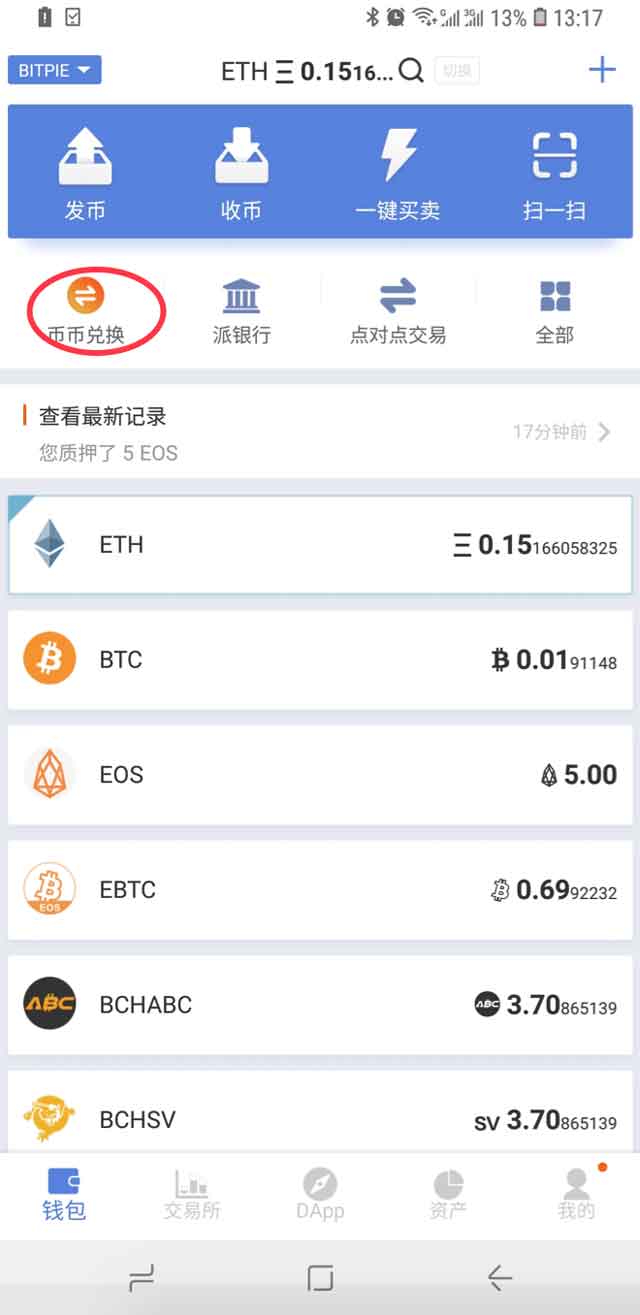 13% 13:17
BITPIE
ETH Ξ 0.1516... 切换
发币 收币 一键买卖 扫一扫
币币兑换 派银行 点对点交易 全部
查看最新记录
您质押了 5 EOS
17分钟前
ETH Ξ 0.15166058325
BTC ₿ 0.0191148
EOS 5.00
EOS
EBTC 0.6992232
ABC
BCHABC ABC 3.70865139
BCHSV SV 3.70865139
钱包 交易所 DApp 资产 我的